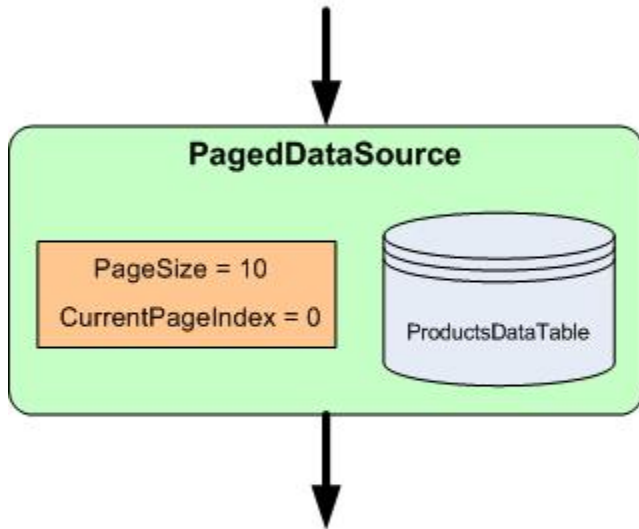 PagedDataSource
PageSize = 10
CurrentPageIndex = 0
ProductsDataTable